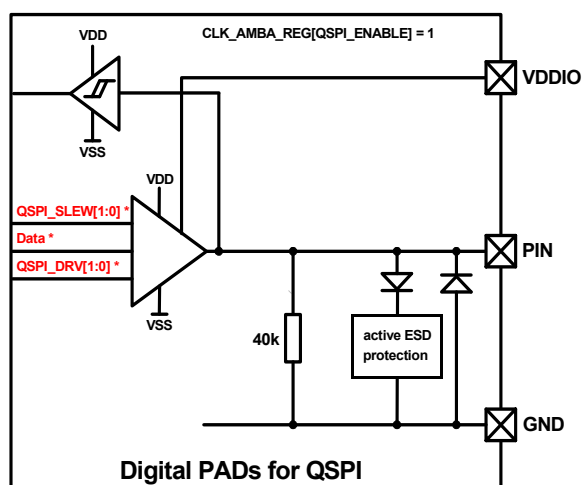 CLK_AMBA_REG[QSPI_ENABLE] = 1
VDD
VDDIO
VSS
VDD
QSPI_SLEW[1:0] *
Data *
QSPI_DRV[1:0] *
PIN
VSS
40k
active ESD
protection
GND
Digital PADs for QSPI